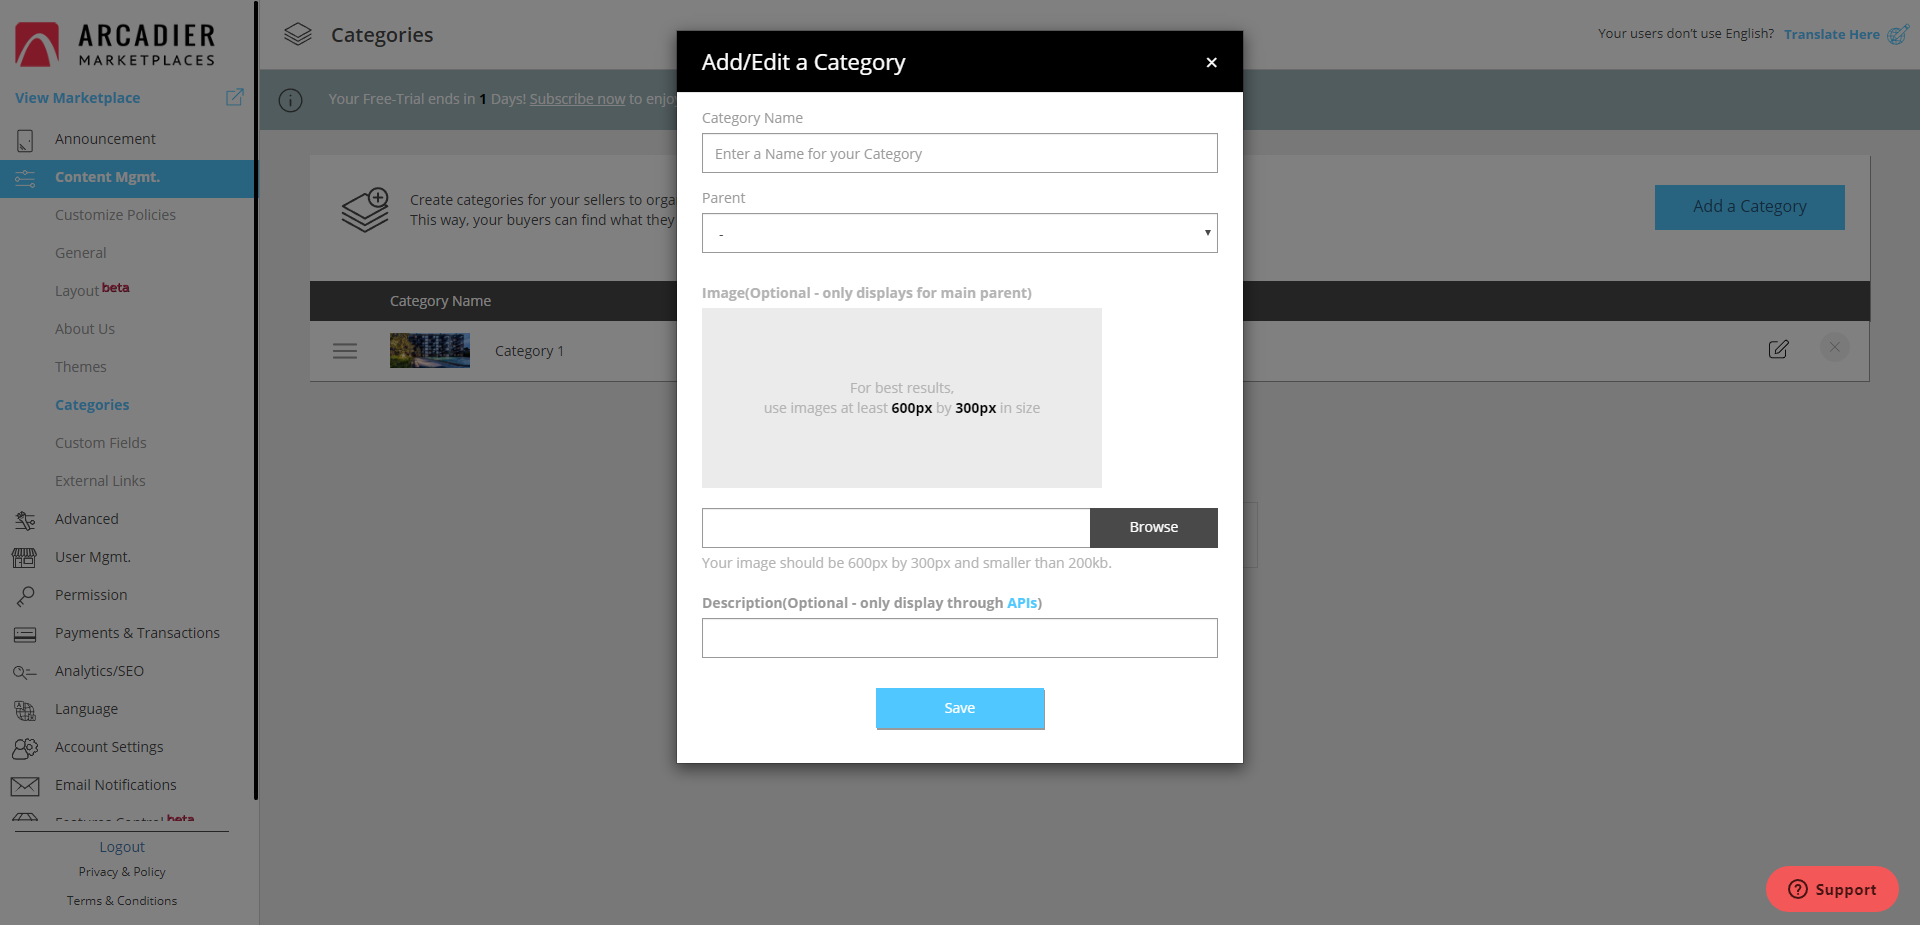 ARCADIER
MARKETPLACES
View Marketplace
Announcement
Content Mgmt.
Customize Policies
General
Layout beta
About Us
Themes
Categories
Custom Fields
External Links
Advanced
User Mgmt.
Permission
Payments & Transactions
Analytics/SEO
Language
Account Settings
Email Notifications
Features Control beta
Logout
Privacy & Policy
Terms & Conditions
Categories
Your users don't use English? Translate Here
Your Free-Trial ends in 1 Days! Subscribe now to enjoy
Create categories for your sellers to orga
This way, your buyers can find what they
Add a Category
Category Name
Category 1
Add/Edit a Category
×
Category Name
Enter a Name for your Category
Parent
-
Image(Optional - only displays for main parent)
For best results,
use images at least 600px by 300px in size
Browse
Your image should be 600px by 300px and smaller than 200kb.
Description(Optional - only display through APIs)
Save
Support